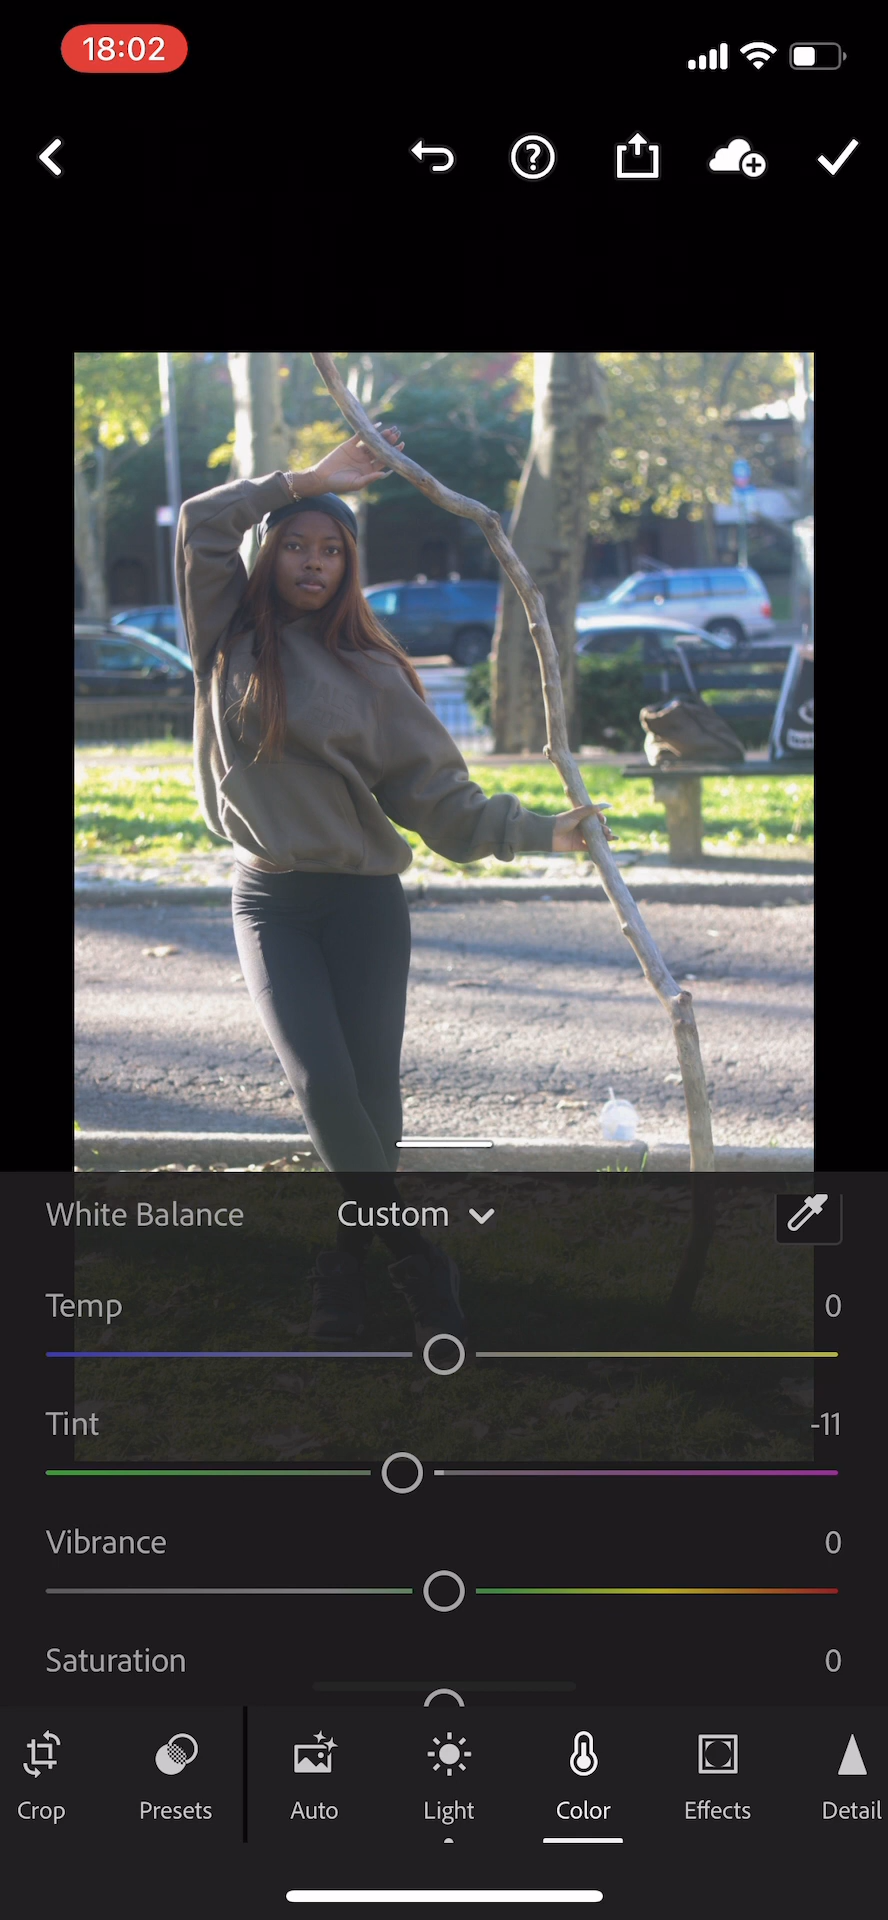 18:02
White Balance Custom
Temp 0
Tint -11
Vibrance 0
Saturation 0
Crop Presets Auto Light Color Effects Detail